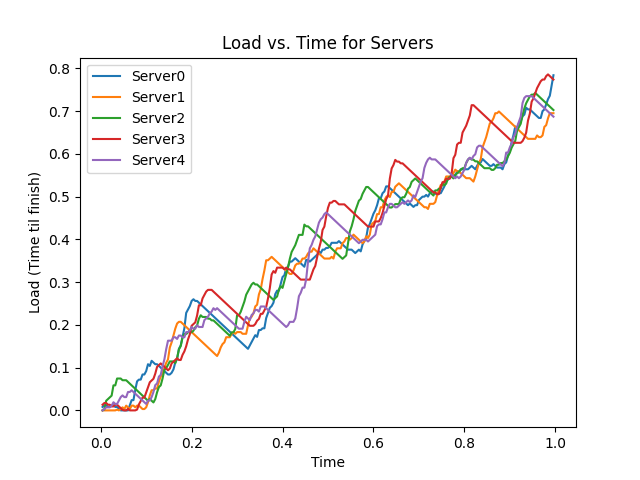 Load vs. Time for Servers
Load (Time til finish)
0.8
0.7
0.6
0.5
0.4
0.3
0.2
0.1
0.0
Server0
Server1
Server2
Server3
Server4
0.0 0.2 0.4 0.6 0.8 1.0
Time